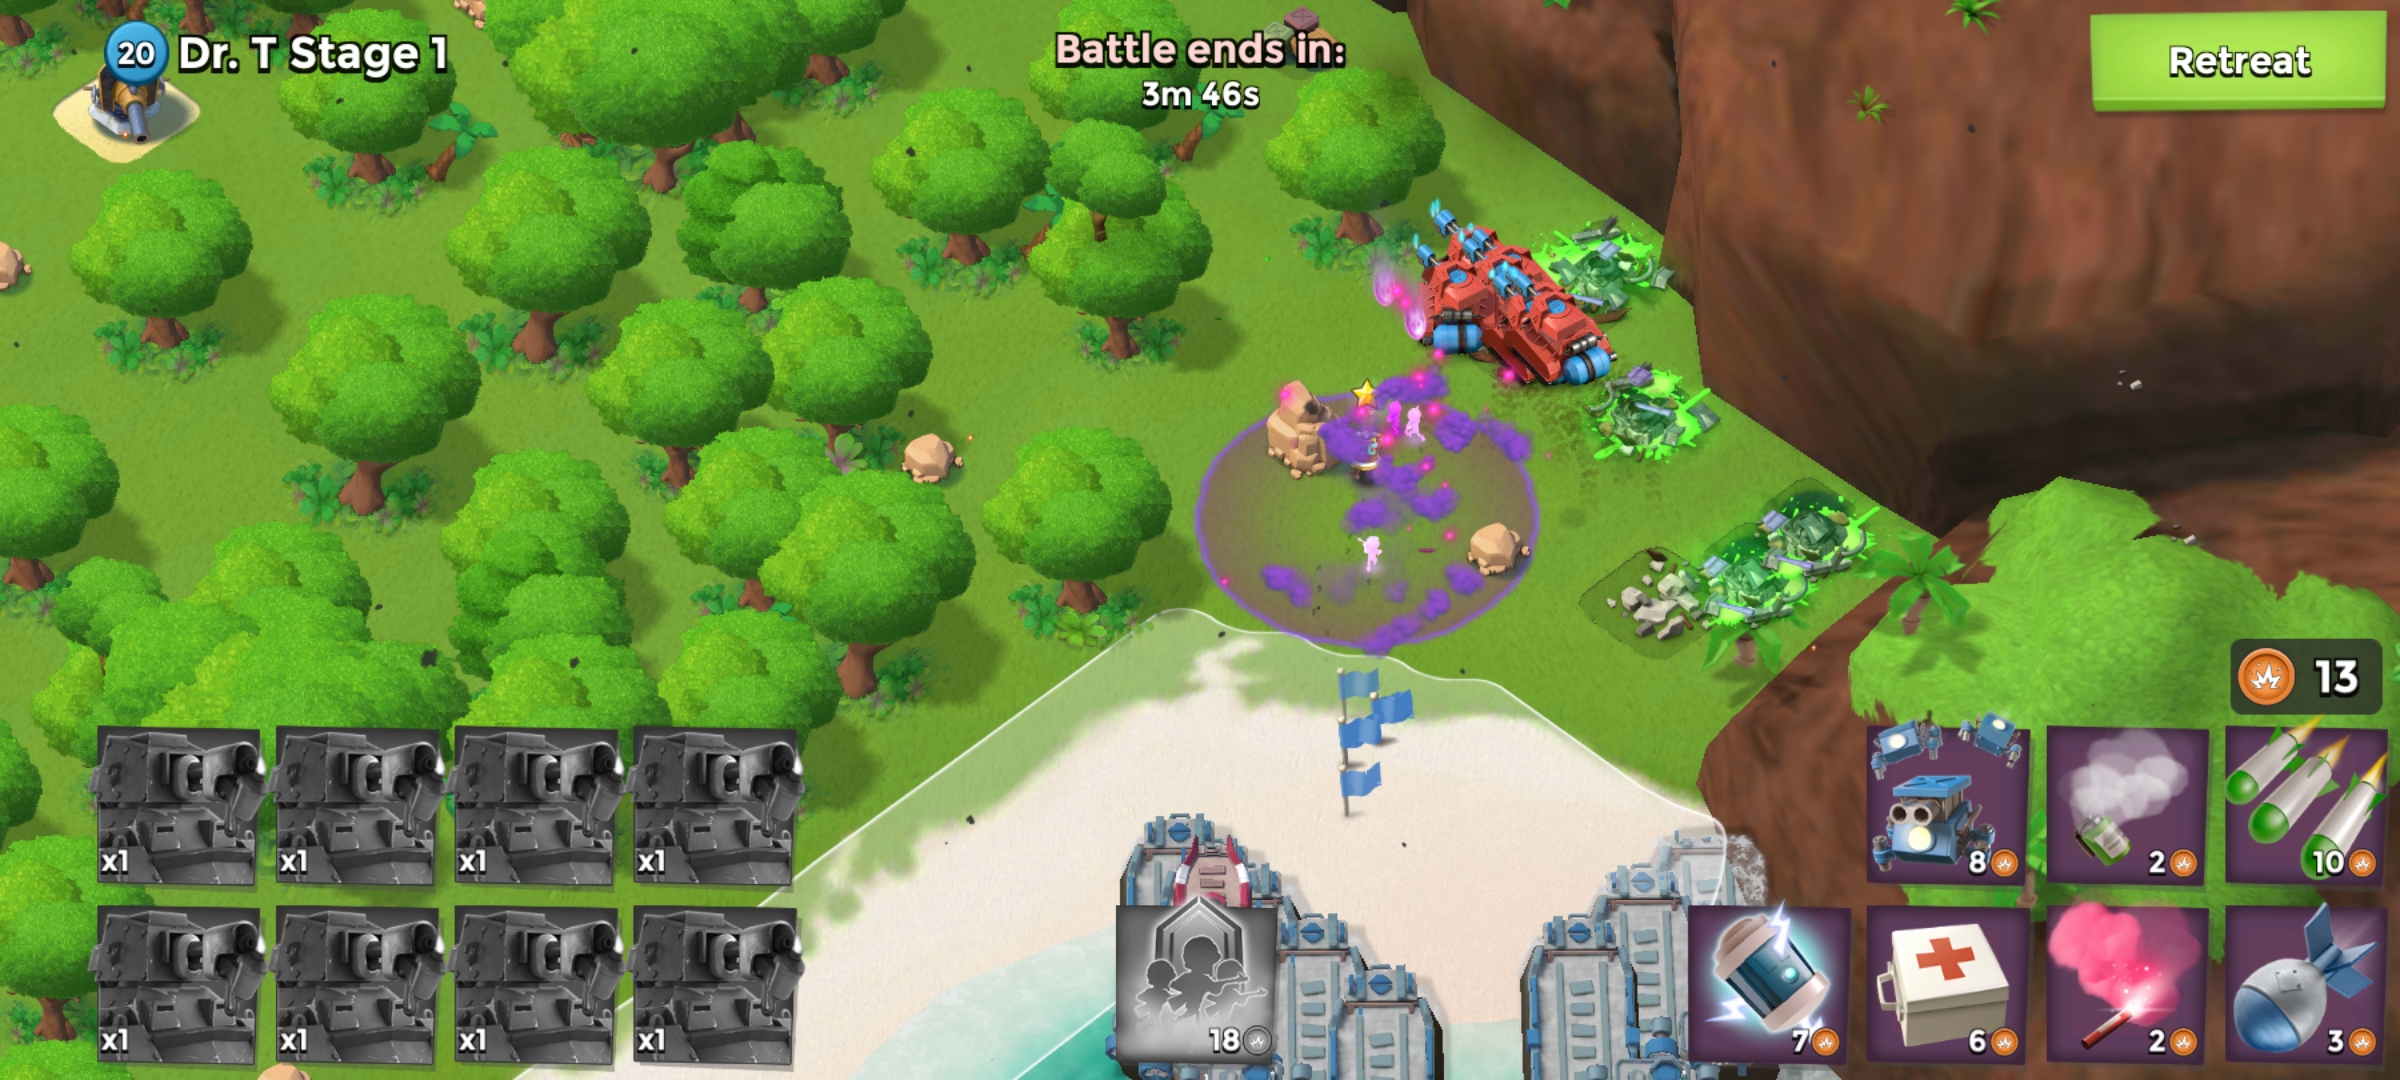 20 Dr. T Stage 1
Battle ends in:
3m 46s
Retreat
13
x1 x1 x1 x1
8 2 10
x1 x1 x1 x1
18
7 6 2 3